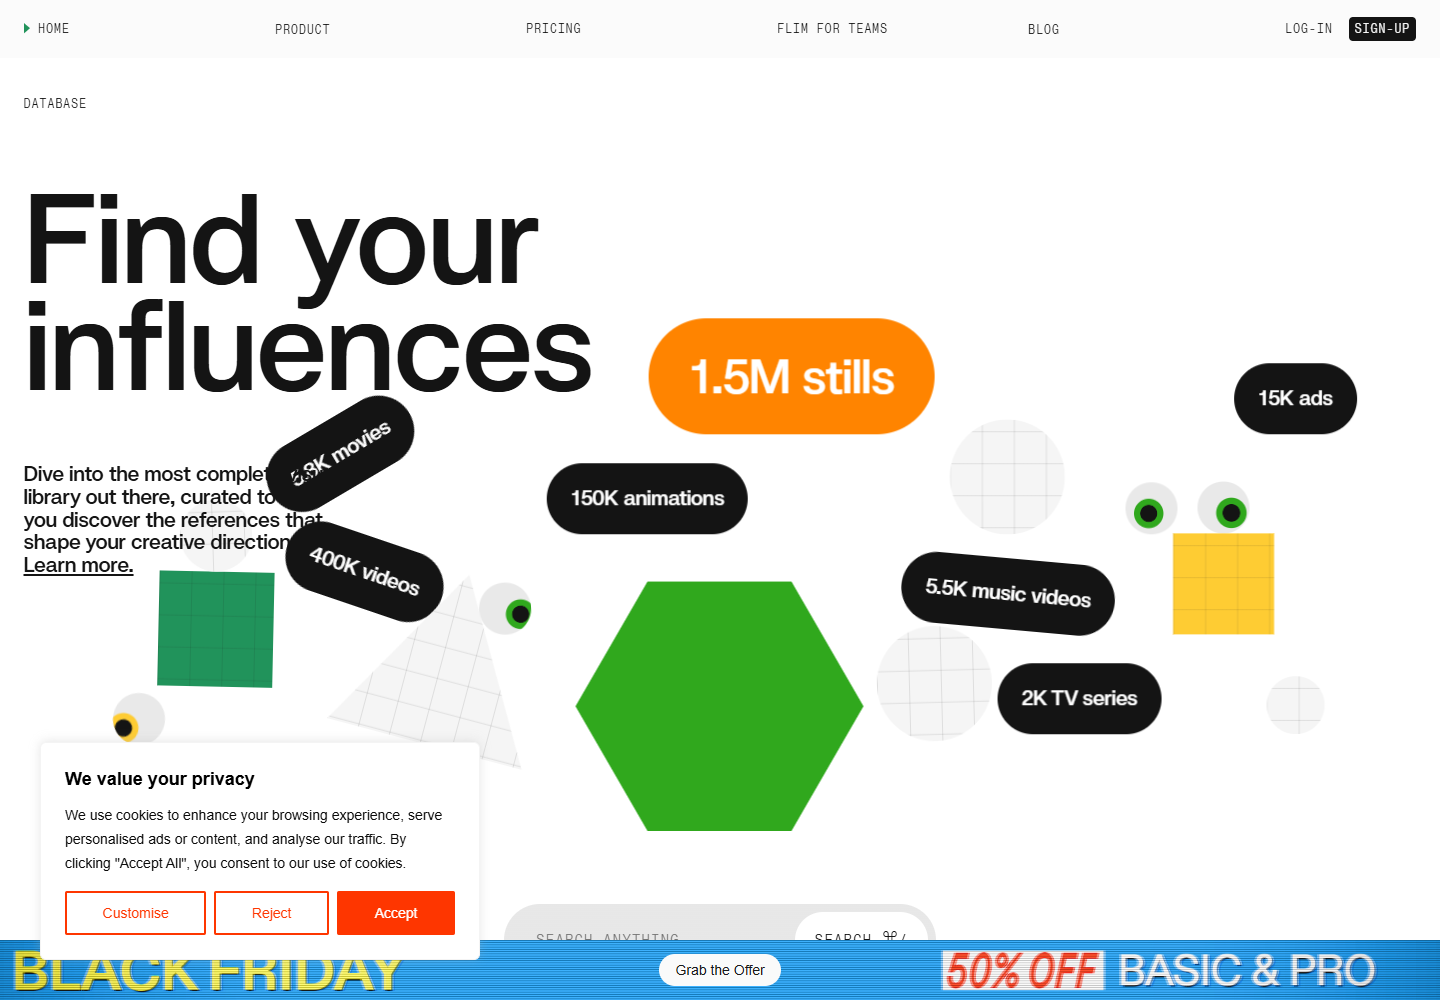 HOME
PRODUCT
PRICING
FLIM FOR TEAMS
BLOG
LOG-IN
SIGN-UP
DATABASE
Find your
influences
1.5M stills
15K ads
movies
150K animations
Dive into the most complet
library out there, curated to
you discover the references that
shape your creative direction
Learn more.
400K videos
5.5K music videos
2K TV series
We value your privacy
We use cookies to enhance your browsing experience, serve
personalised ads or content, and analyse our traffic. By
clicking "Accept All", you consent to our use of cookies.
Customise
Reject
Accept
SEARCH ANYTHING
SEARCH ⌘/
BLACK FRIDAY
Grab the Offer
50% OFF BASIC & PRO